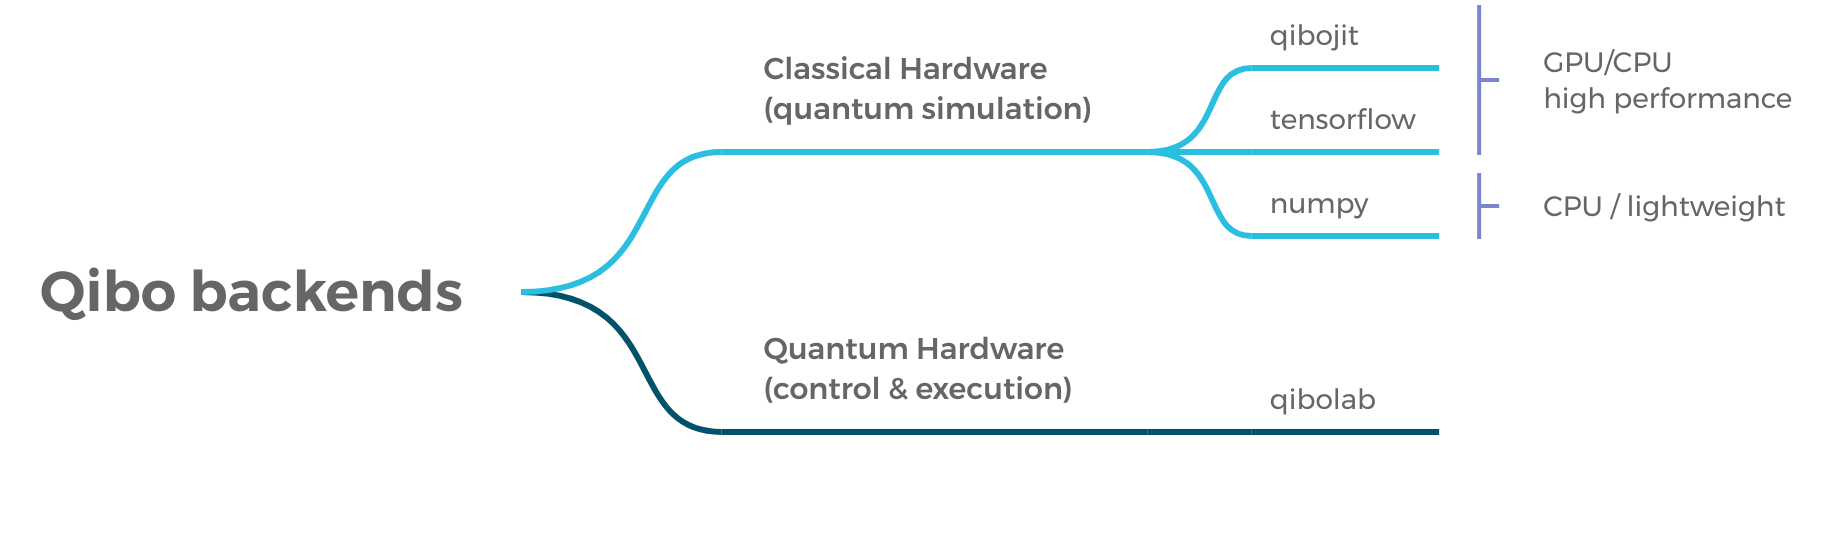 Qibo backends
Classical Hardware
(quantum simulation)
qibojit
tensorflow
numpy
GPU/CPU
high performance
CPU / lightweight
Quantum Hardware
(control & execution)
qibolab